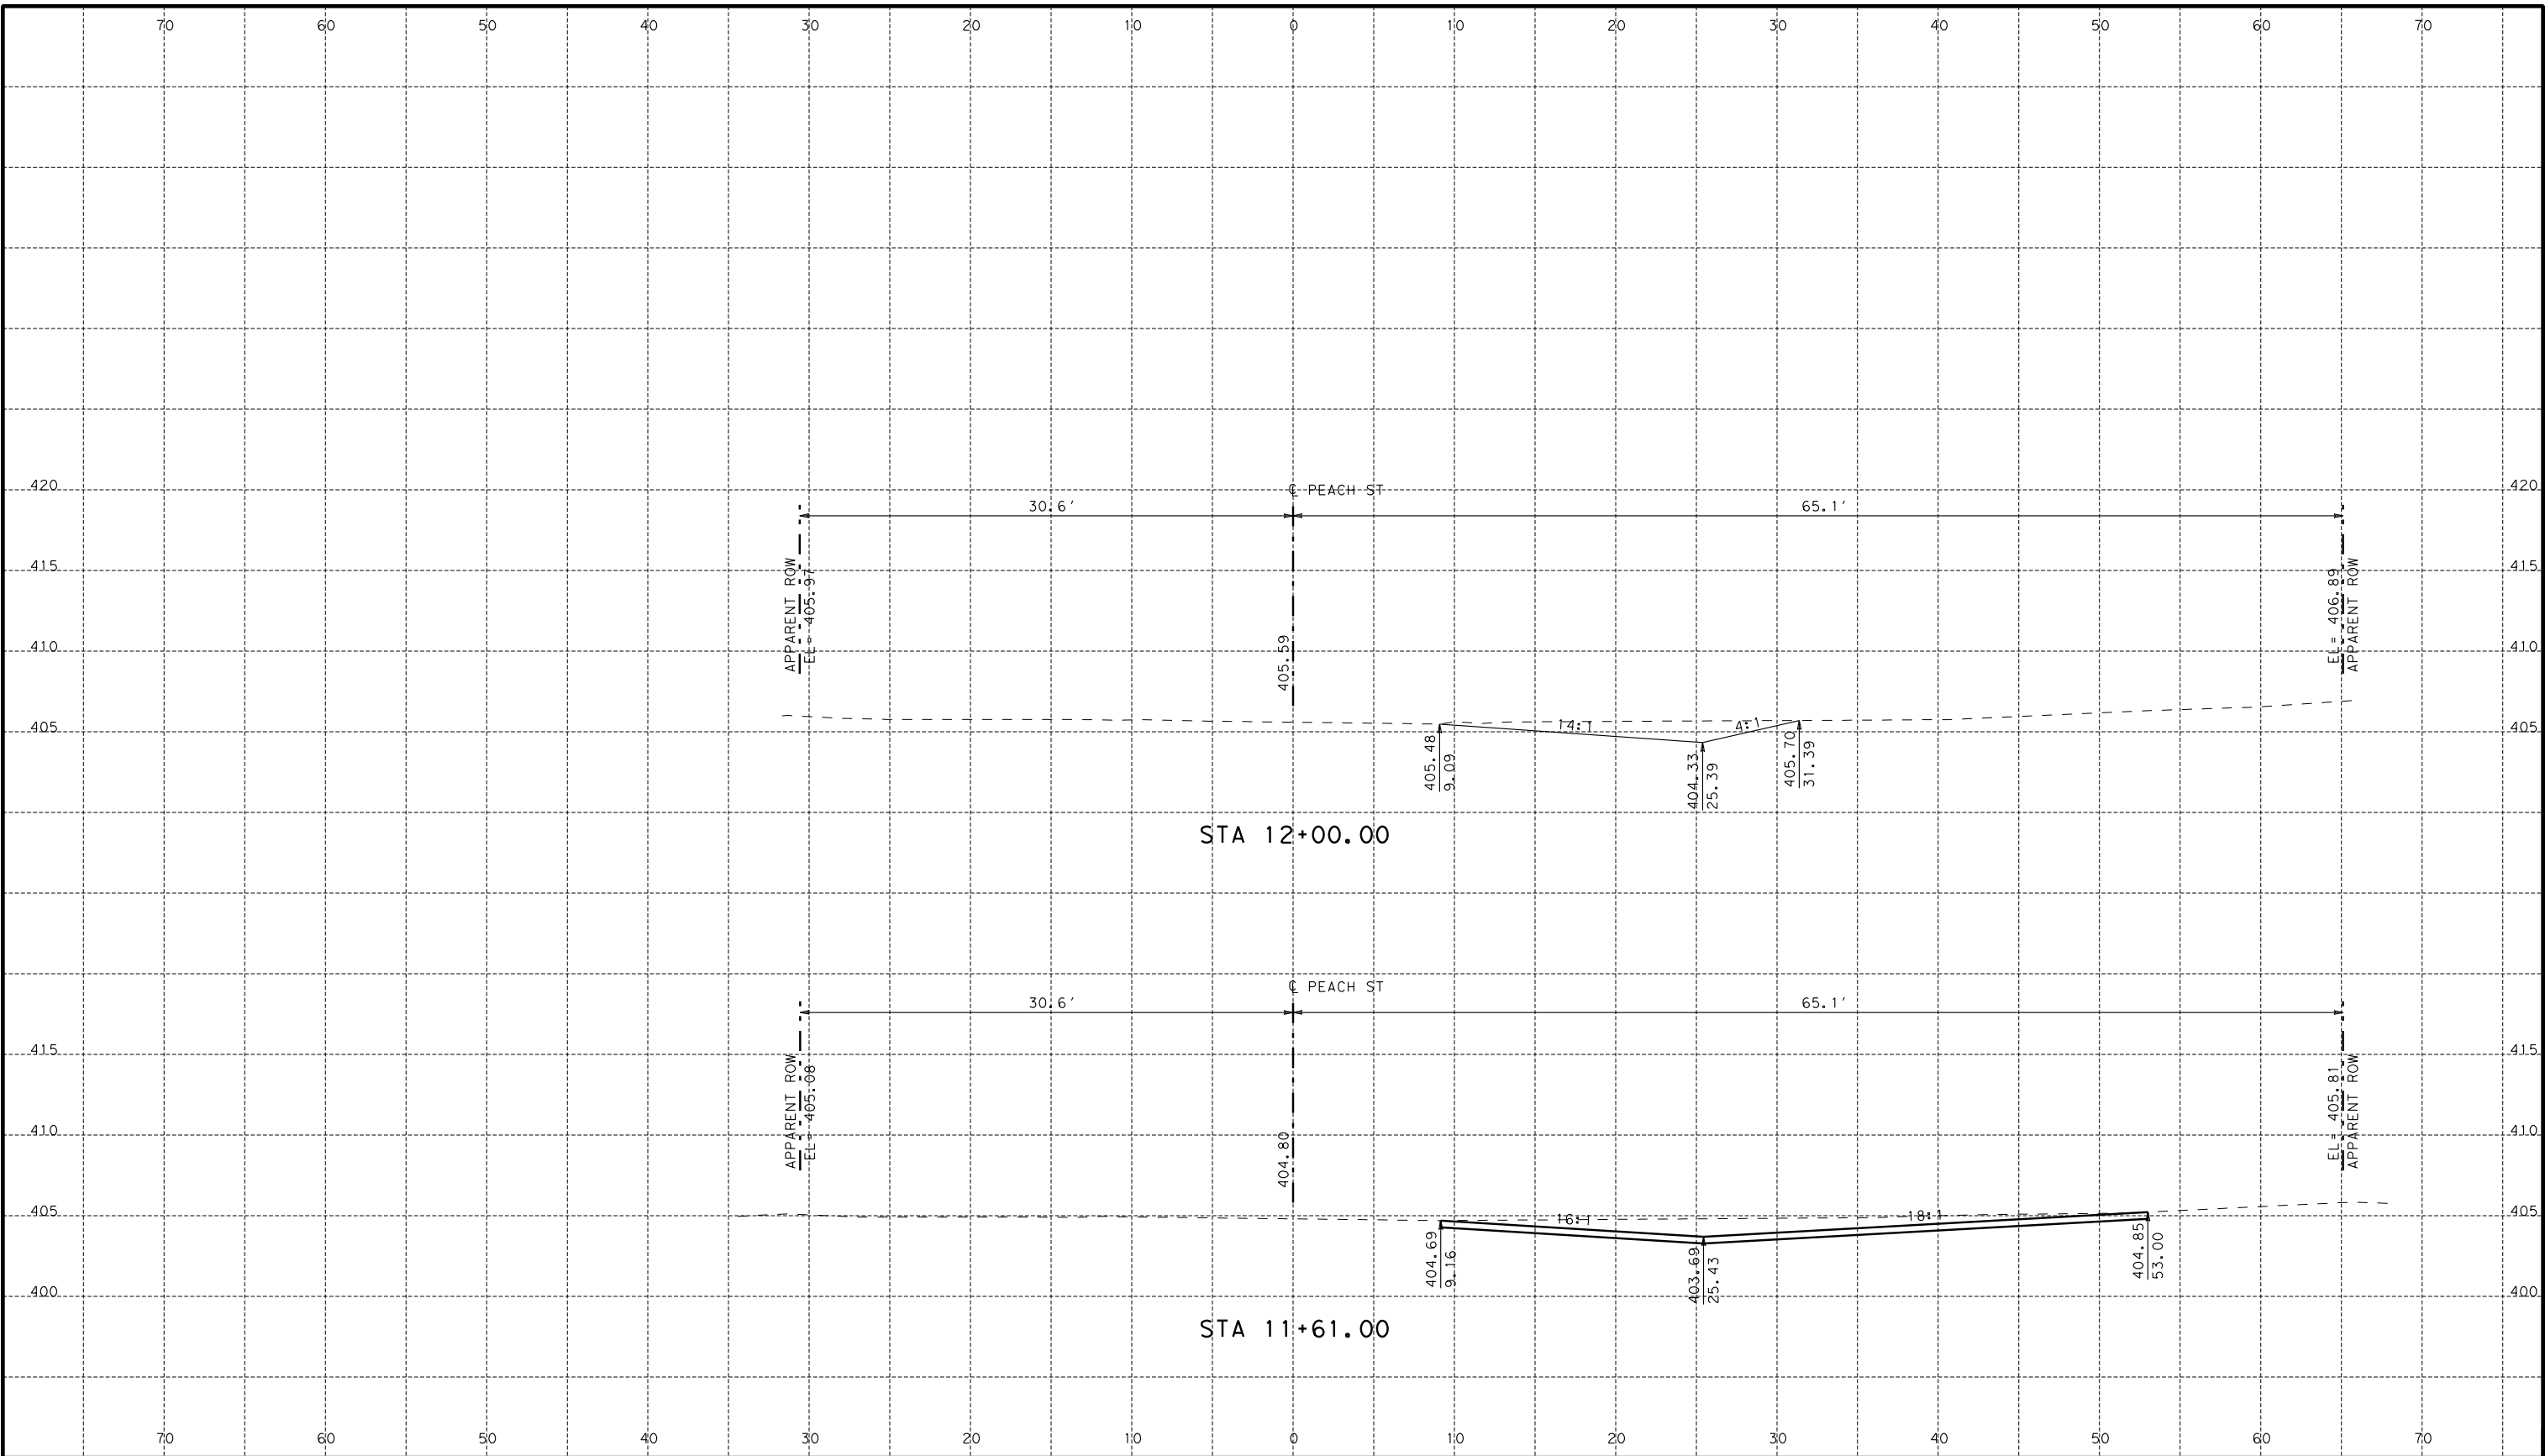 70 60 50 40 30 20 10 0 10 20 30 40 50 60 70
420 420
℄ PEACH ST
30.6' 65.1'
415 415
APPARENT ROW
EL= 405.97
EL= 406.89
APPARENT ROW
410 410
405.59
405 405
14:1 4:1
405.48
9.09
404.33
25.39
405.70
31.39
STA 12+00.00
℄ PEACH ST
30.6' 65.1'
415 415
APPARENT ROW
EL= 405.08
EL= 405.81
APPARENT ROW
410 410
404.80
405 405
16:1 18:1
404.69
9.16
403.69
25.43
404.85
53.00
400 400
STA 11+61.00
70 60 50 40 30 20 10 0 10 20 30 40 50 60 70